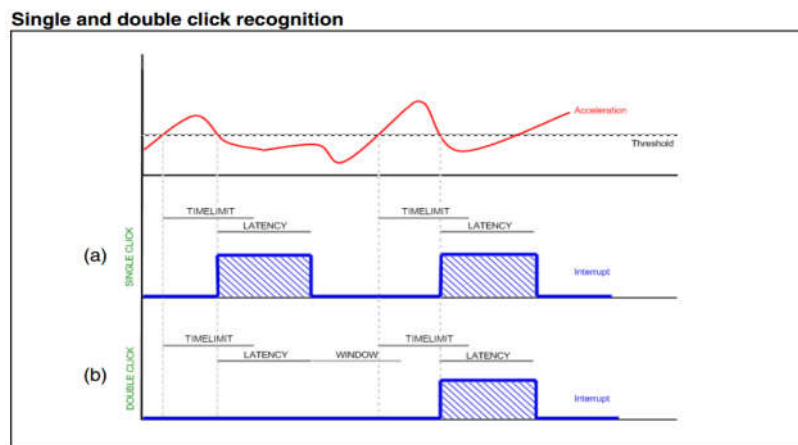 Single and double click recognition
Acceleration
Threshold
TIMELIMIT TIMELIMIT
LATENCY LATENCY
(a)
SINGLE CLICK
Interrupt
TIMELIMIT TIMELIMIT
LATENCY WINDOW LATENCY
(b)
DOUBLE CLICK
Interrupt